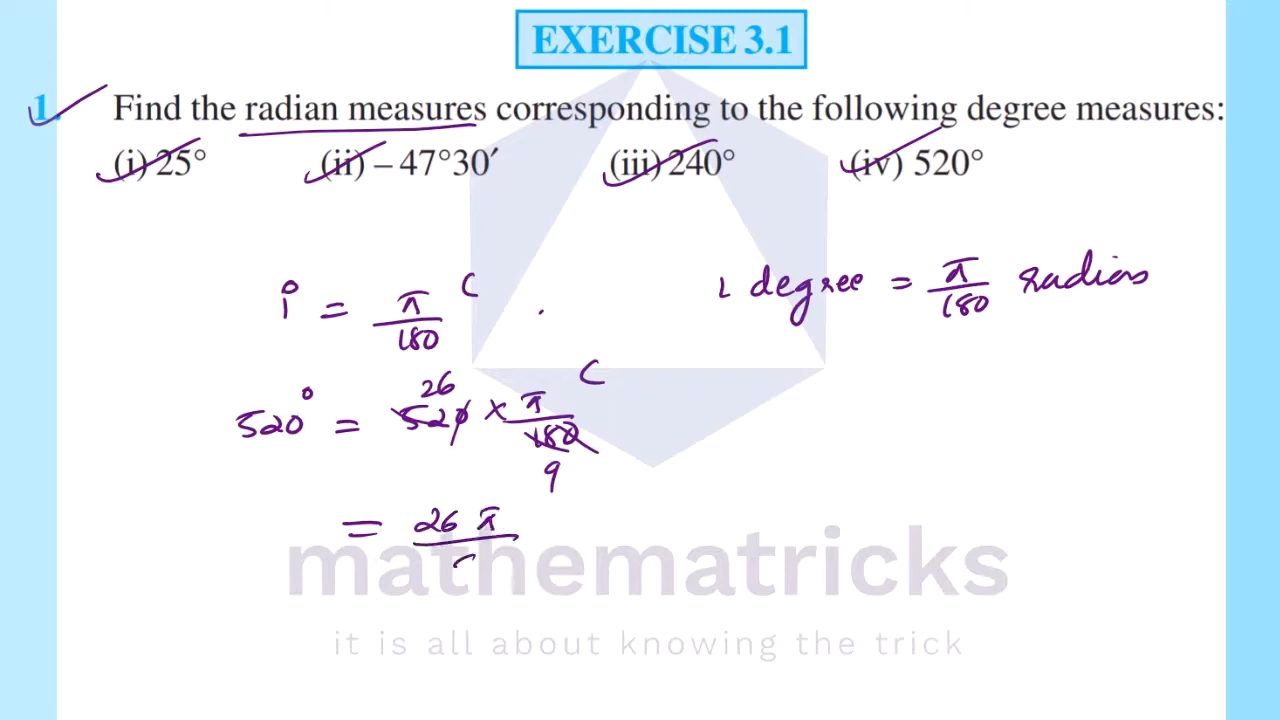 EXERCISE 3.1
1. Find the radian measures corresponding to the following degree measures:
(i) 25° (ii) – 47°30′ (iii) 240° (iv) 520°
1° = π/180 ᶜ . 1 degree = π/180 radians
26
520° = 520 × π/180 ᶜ
9
= 26 π
mathematricks
it is all about knowing the trick